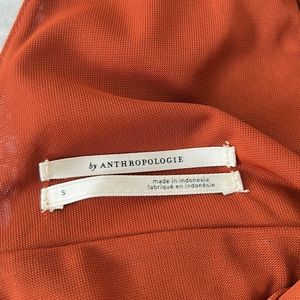 by ANTHROPOLOGIE
S
made in indonesia
fabriqué en indonésie